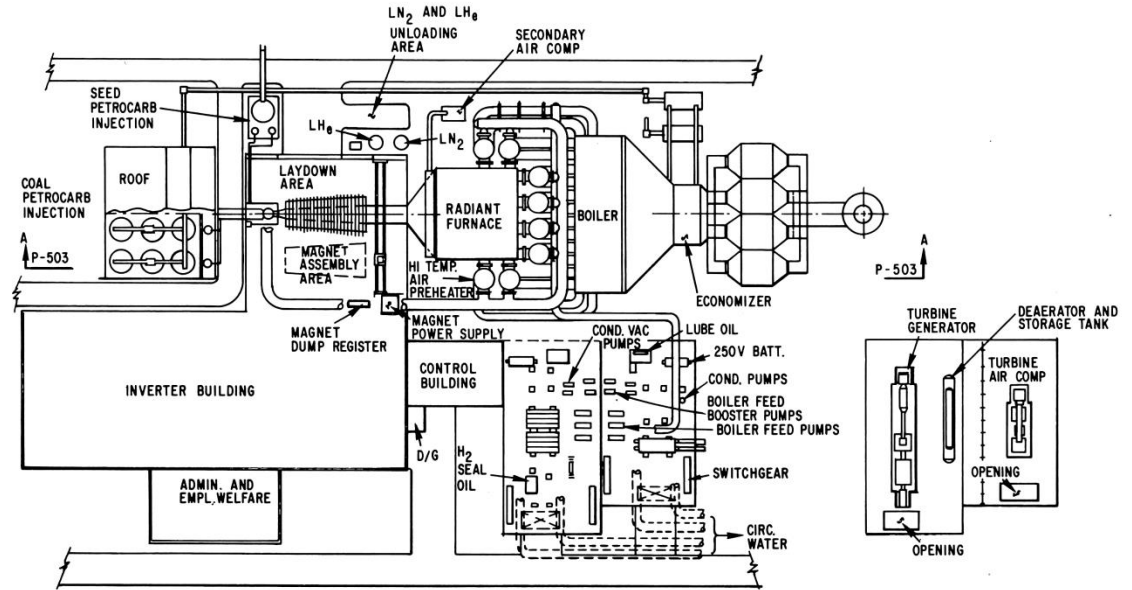 LN2 AND LHe
UNLOADING
AREA
SECONDARY
AIR COMP
SEED
PETROCARB
INJECTION
LHe
LN2
ROOF
LAYDOWN
AREA
COAL
PETROCARB
INJECTION
RADIANT
FURNACE
BOILER
A
P-503
A
P-503
MAGNET
ASSEMBLY
AREA
HI TEMP.
AIR
PREHEATER
ECONOMIZER
MAGNET
POWER SUPPLY
MAGNET
DUMP REGISTER
INVERTER BUILDING
CONTROL
BUILDING
COND. VAC
PUMPS
LUBE OIL
250V BATT.
COND. PUMPS
BOILER FEED
BOOSTER PUMPS
BOILER FEED PUMPS
D/G
H2
SEAL
OIL
SWITCHGEAR
ADMIN. AND
EMPL, WELFARE
CIRC.
WATER
TURBINE
GENERATOR
DEAERATOR AND
STORAGE TANK
TURBINE
AIR COMP
OPENING
OPENING